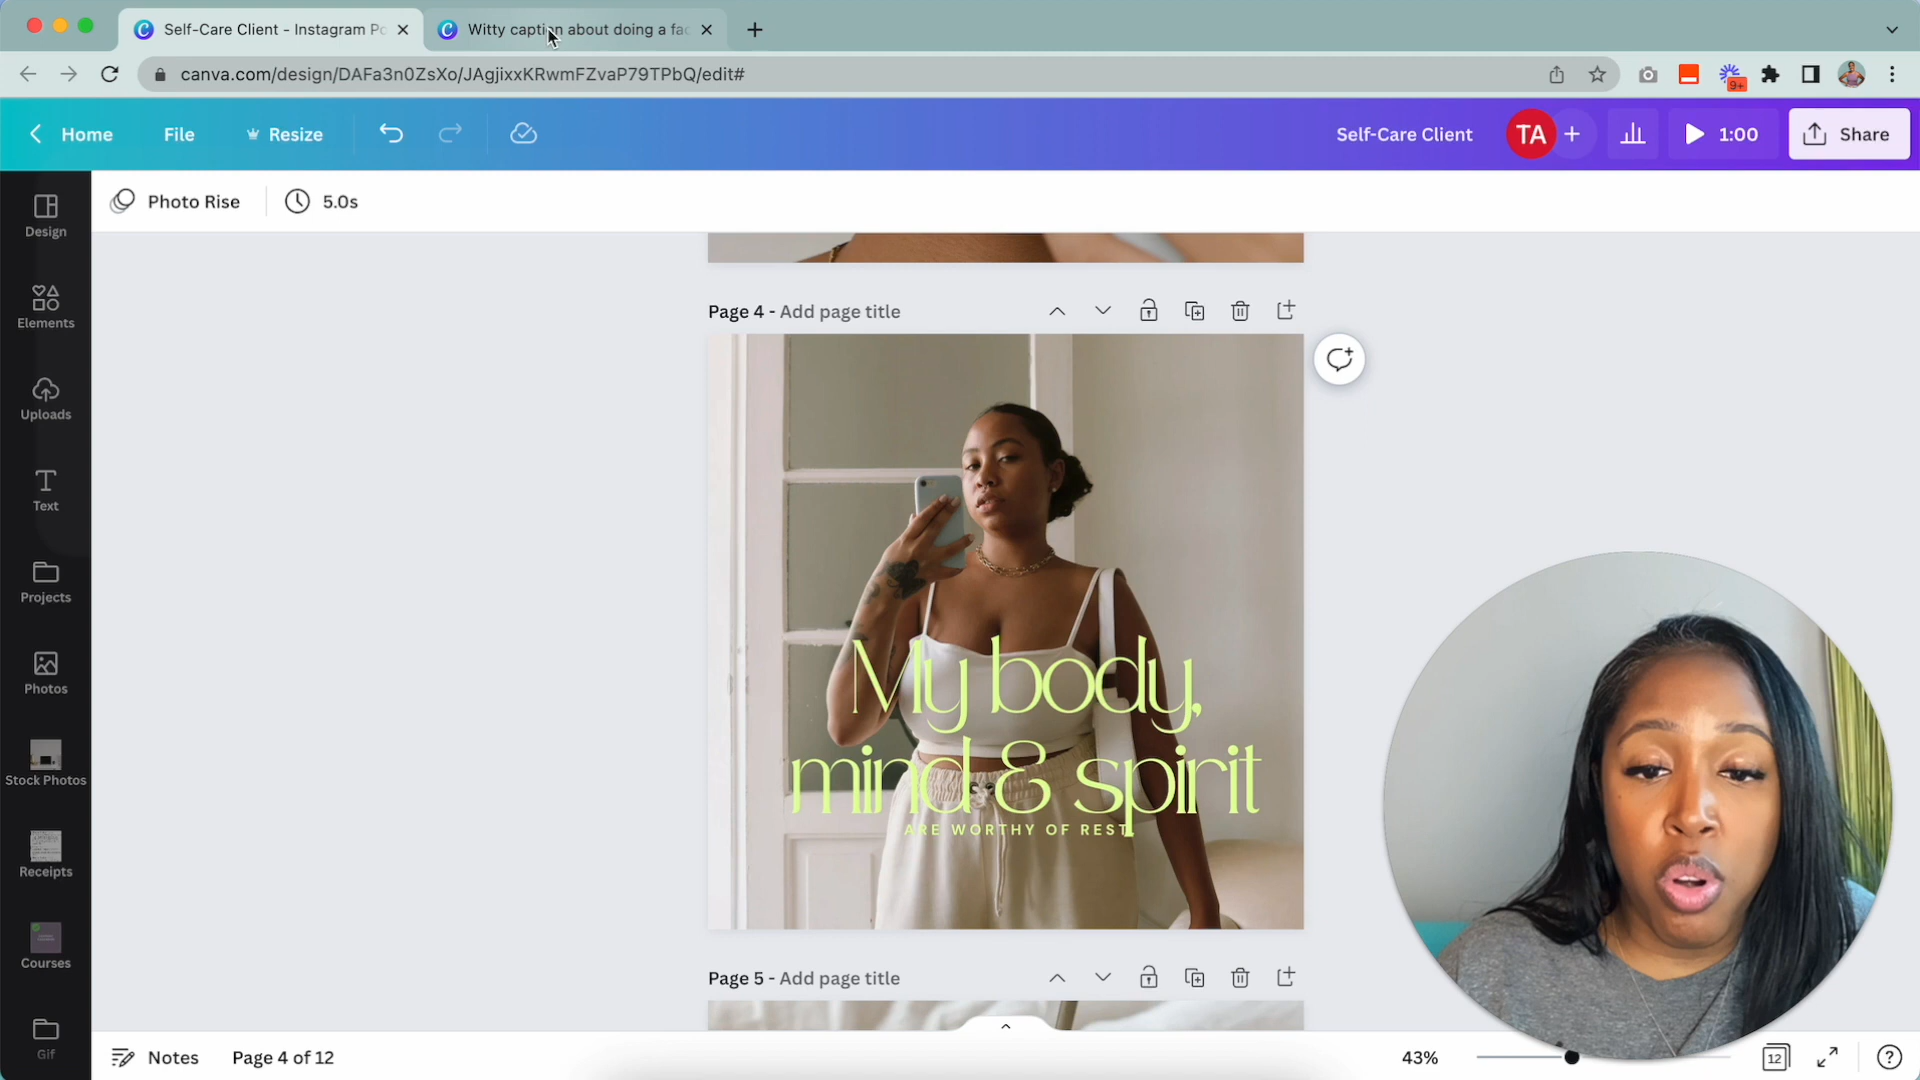 Self-Care Client - Instagram Po
Witty caption about doing a fac
canva.com/design/DAFa3n0ZsXo/JAgjixxKRwmFZvaP79TPbQ/edit#
9+
Home
File
Resize
Self-Care Client
TA
1:00
Share
Photo Rise
5.0s
Design
Elements
Uploads
Text
Projects
Photos
Stock Photos
Receipts
Courses
Gif
Page 4 - Add page title
My body,
mind & spirit
ARE WORTHY OF REST.
Page 5 - Add page title
Notes
Page 4 of 12
43%
12